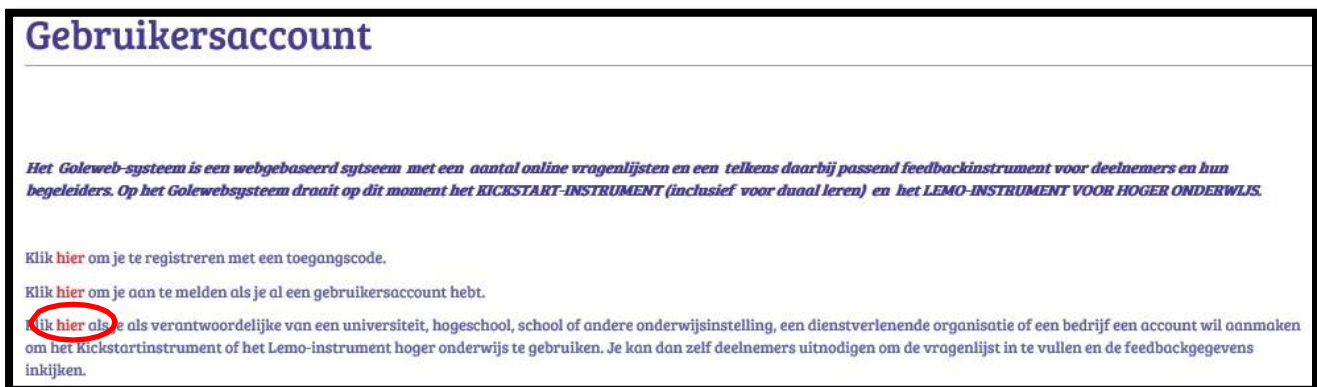 Gebruikersaccount
Het Goleweb-systeem is een webgebaseerd sytseem met een aantal online vragenlijsten en een telkens daarbij passend feedbackinstrument voor deelnemers en hun
begeleiders. Op het Golewebsysteem draait op dit moment het KICKSTART-INSTRUMENT (inclusief voor duaal leren) en het LEMO-INSTRUMENT VOOR HOGER ONDERWIJS.
Klik hier om je te registreren met een toegangscode.
Klik hier om je aan te melden als je al een gebruikersaccount hebt.
Klik hier als je als verantwoordelijke van een universiteit, hogeschool, school of andere onderwijsinstelling, een dienstverlenende organisatie of een bedrijf een account wil aanmaken
om het Kickstartinstrument of het Lemo-instrument hoger onderwijs te gebruiken. Je kan dan zelf deelnemers uitnodigen om de vragenlijst in te vullen en de feedbackgegevens
inkijken.